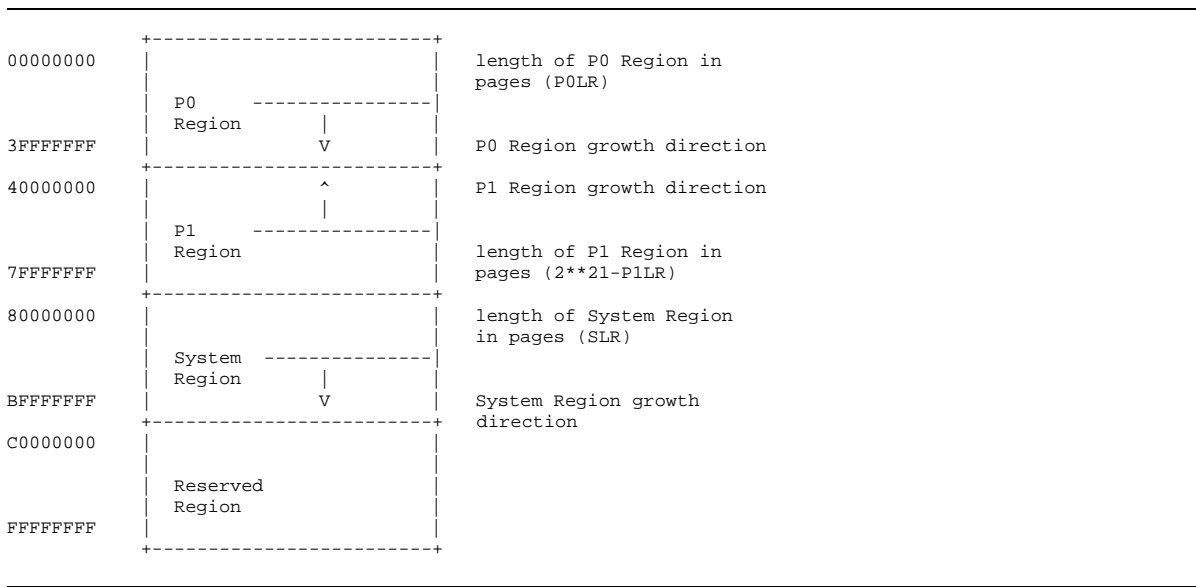 00000000 length of P0 Region in
pages (P0LR)
P0
Region
3FFFFFFF V P0 Region growth direction
40000000 ^ P1 Region growth direction
P1
Region length of P1 Region in
7FFFFFFF pages (2**21-P1LR)
80000000 length of System Region
in pages (SLR)
System
Region
BFFFFFFF V System Region growth
direction
C0000000
Reserved
Region
FFFFFFFF